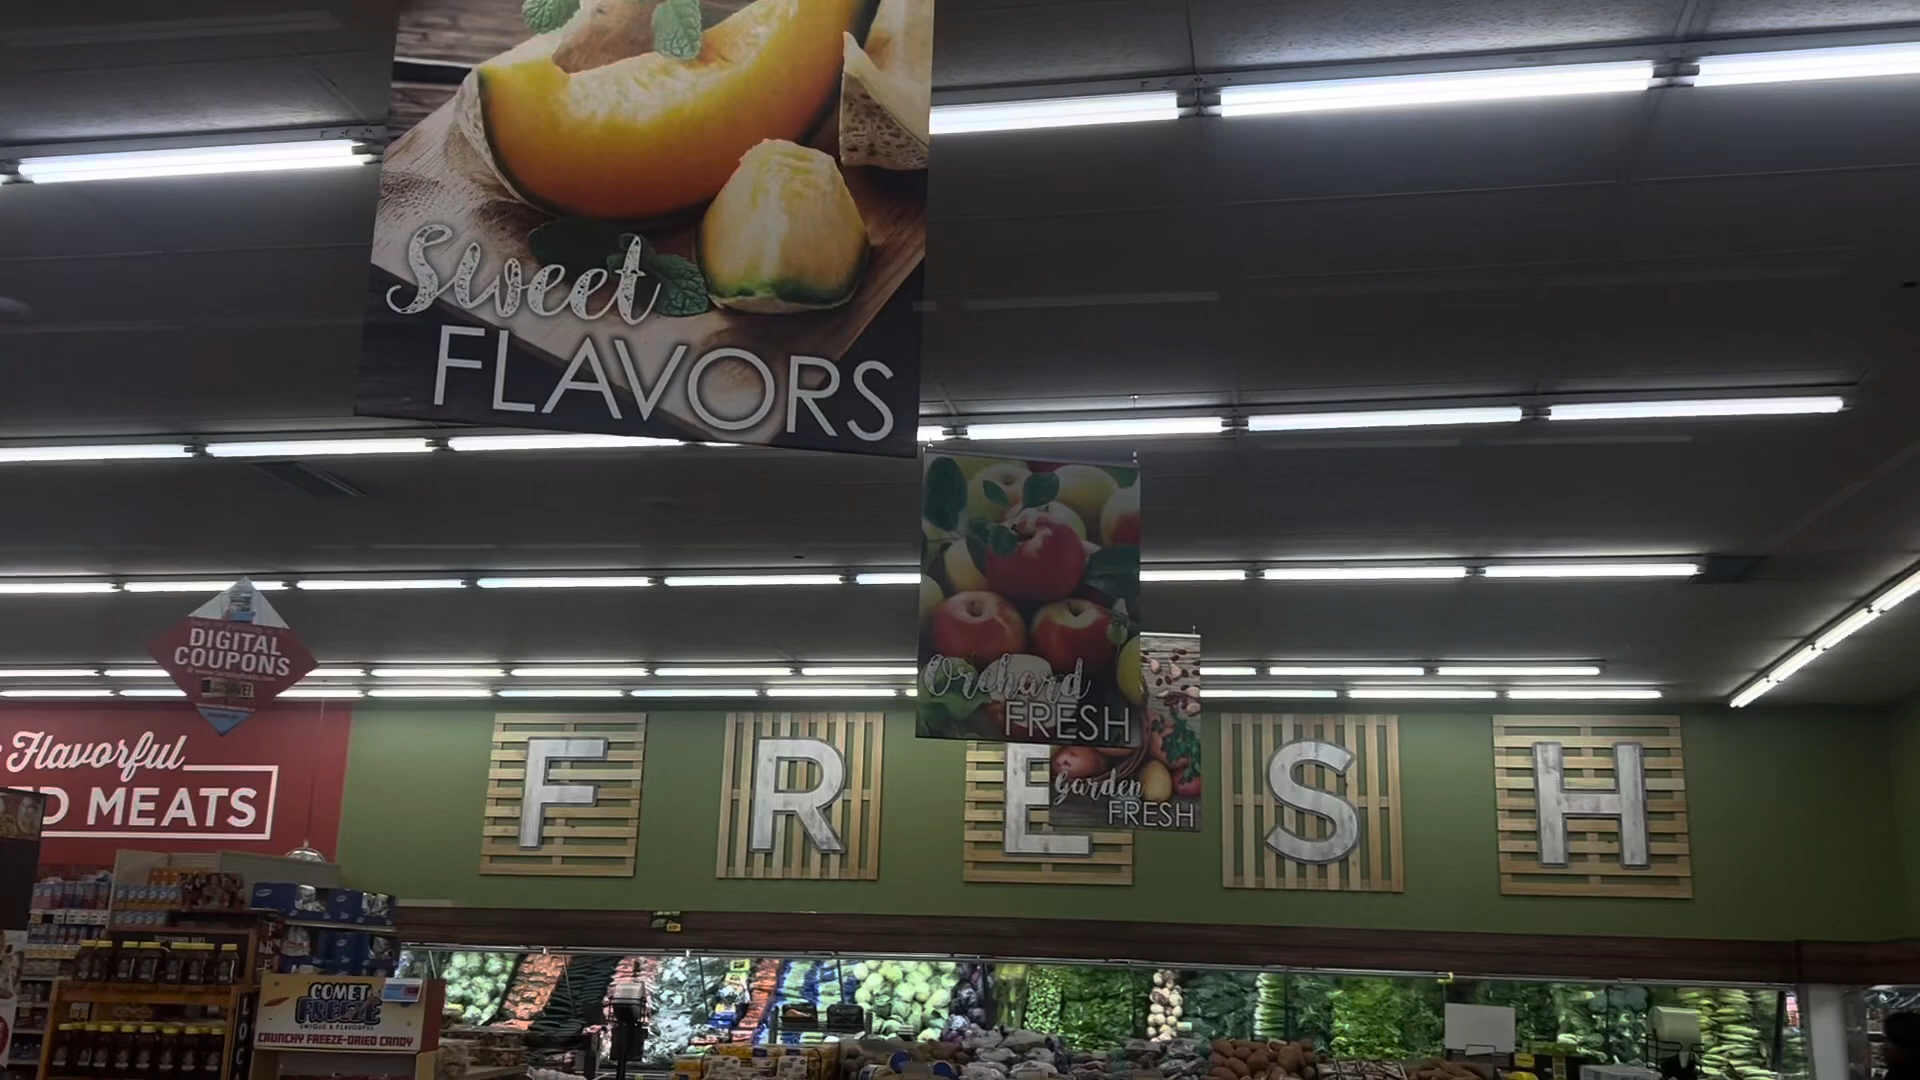 Sweet
FLAVORS
DIGITAL
COUPONS
Orchard
FRESH
Garden
FRESH
Flavorful
MEATS
F R E S H
COMET
FREEZE
UNIQUE & FLAVORFUL
CRUNCHY FREEZE-DRIED CANDY